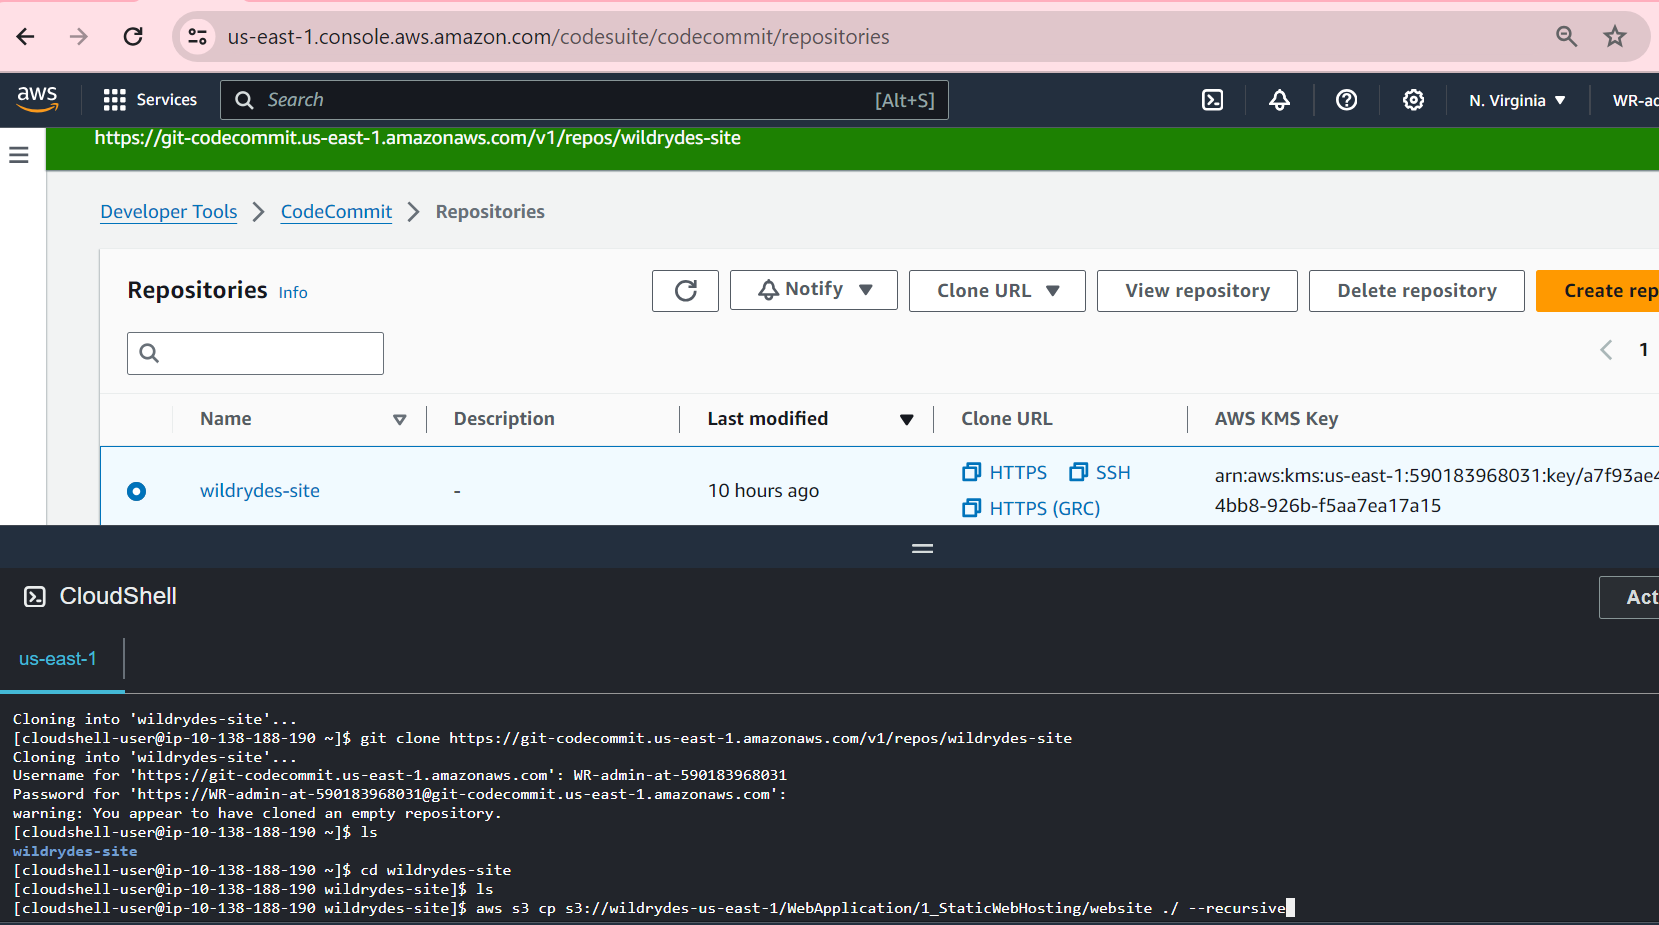 us-east-1.console.aws.amazon.com/codesuite/codecommit/repositories
aws Services Search [Alt+S] N. Virginia WR-ad
https://git-codecommit.us-east-1.amazonaws.com/v1/repos/wildrydes-site
Developer Tools > CodeCommit > Repositories
Repositories Info Notify Clone URL View repository Delete repository Create rep
1
Name Description Last modified Clone URL AWS KMS Key
wildrydes-site - 10 hours ago HTTPS SSH arn:aws:kms:us-east-1:590183968031:key/a7f93ae4
HTTPS (GRC) 4bb8-926b-f5aa7ea17a15
CloudShell Act
us-east-1
Cloning into 'wildrydes-site'...
[cloudshell-user@ip-10-138-188-190 ~]$ git clone https://git-codecommit.us-east-1.amazonaws.com/v1/repos/wildrydes-site
Cloning into 'wildrydes-site'...
Username for 'https://git-codecommit.us-east-1.amazonaws.com': WR-admin-at-590183968031
Password for 'https://WR-admin-at-590183968031@git-codecommit.us-east-1.amazonaws.com':
warning: You appear to have cloned an empty repository.
[cloudshell-user@ip-10-138-188-190 ~]$ ls
wildrydes-site
[cloudshell-user@ip-10-138-188-190 ~]$ cd wildrydes-site
[cloudshell-user@ip-10-138-188-190 wildrydes-site]$ ls
[cloudshell-user@ip-10-138-188-190 wildrydes-site]$ aws s3 cp s3://wildrydes-us-east-1/WebApplication/1_StaticWebHosting/website ./ --recursive